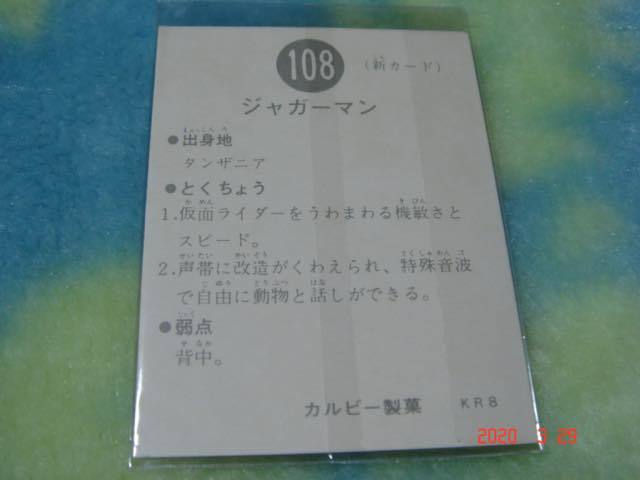 108
(新カード)
ジャガーマン
●出身地
タンザニア
●とくちょう
1.仮面ライダーをうわまわる機敏さと
スピード。
2.声帯に改造がくわえられ、特殊音波
で自由に動物と話しができる。
●弱点
背中。
カルビー製菓 KR8
2020 3 29